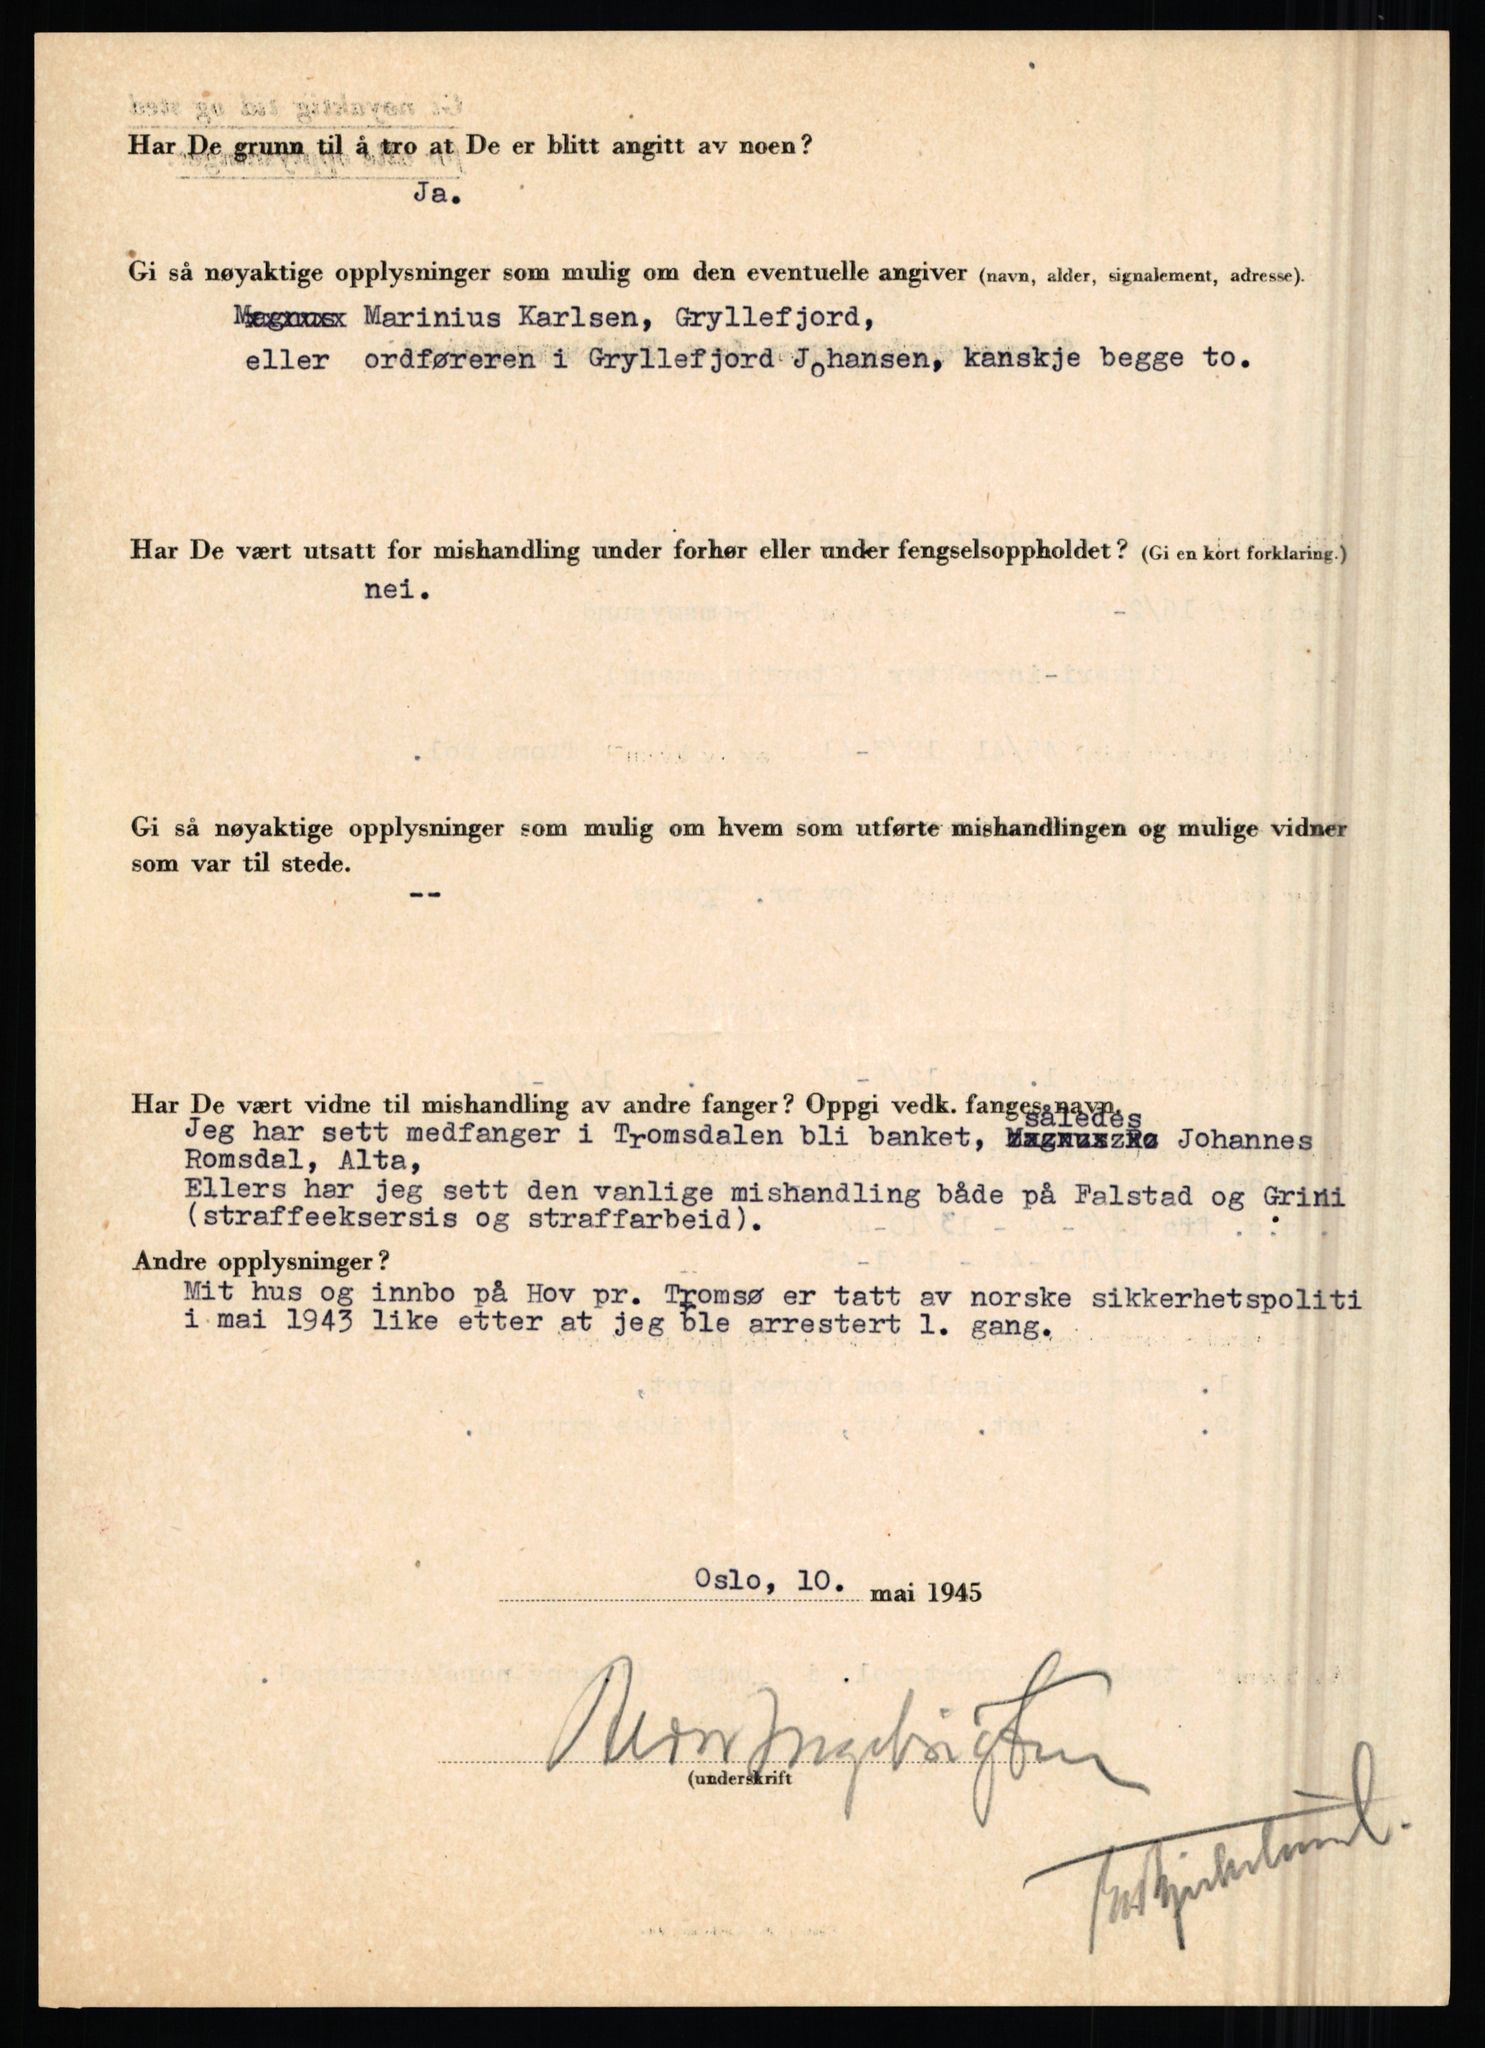 Har De grunn til å tro at De er blitt angitt av noen?
Ja.
Gi så nøyaktige opplysninger som mulig om den eventuelle angiver (navn, alder, signalement, adresse).
Marinius Karlsen, Gryllefjord,
eller ordføreren i Gryllefjord Johansen, kanskje begge to.
Har De vært utsatt for mishandling under forhør eller under fengselsoppholdet? (Gi en kort forklaring.)
nei.
Gi så nøyaktige opplysninger som mulig om hvem som utførte mishandlingen og mulige vidner
som var til stede.
--
Har De vært vidne til mishandling av andre fanger? Oppgi vedk. fanges navn.
således
Jeg har sett medfanger i Tromsdalen bli banket, Johannes
Romsdal, Alta,
Ellers har jeg sett den vanlige mishandling både på Falstad og Grini
(straffeeksersis og straffarbeid).
Andre opplysninger?
Mit hus og innbo på Hov pr. Tromsø er tatt av norske sikkerhetspoliti
i mai 1943 like etter at jeg ble arrestert 1. gang.
Oslo, 10. mai 1945
Ingebrigtsen
(underskrift